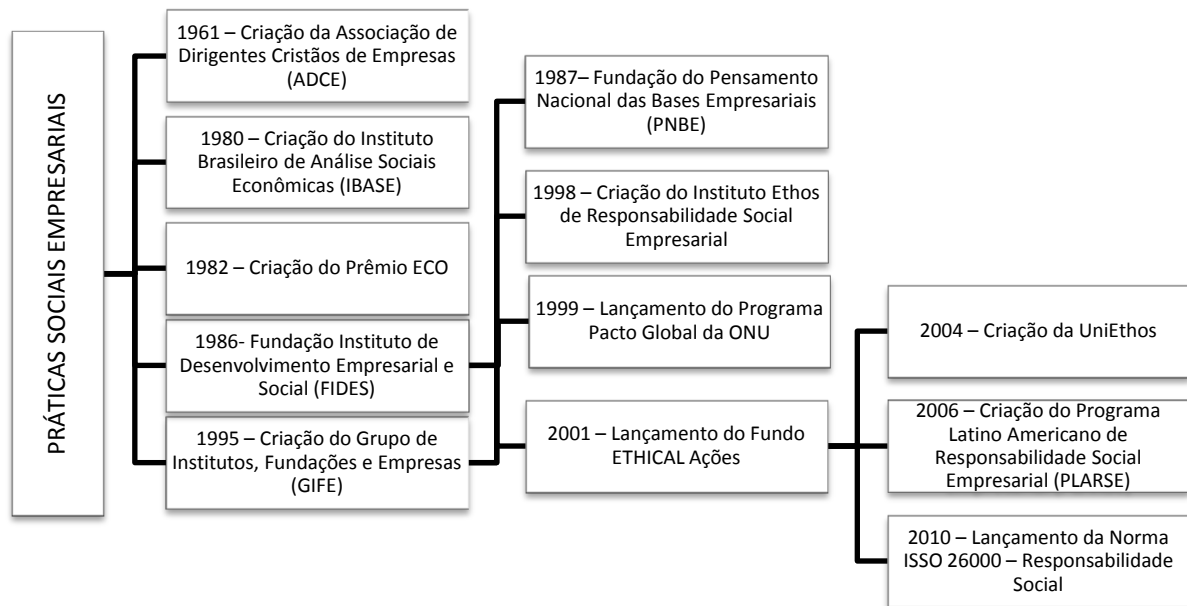 PRÁTICAS SOCIAIS EMPRESARIAIS
1961 – Criação da Associação de
Dirigentes Cristãos de Empresas
(ADCE)
1980 – Criação do Instituto
Brasileiro de Análise Sociais
Econômicas (IBASE)
1982 – Criação do Prêmio ECO
1986- Fundação Instituto de
Desenvolvimento Empresarial e
Social (FIDES)
1995 – Criação do Grupo de
Institutos, Fundações e Empresas
(GIFE)
1987– Fundação do Pensamento
Nacional das Bases Empresariais
(PNBE)
1998 – Criação do Instituto Ethos
de Responsabilidade Social
Empresarial
1999 – Lançamento do Programa
Pacto Global da ONU
2001 – Lançamento do Fundo
ETHICAL Ações
2004 – Criação da UniEthos
2006 – Criação do Programa
Latino Americano de
Responsabilidade Social
Empresarial (PLARSE)
2010 – Lançamento da Norma
ISSO 26000 – Responsabilidade
Social